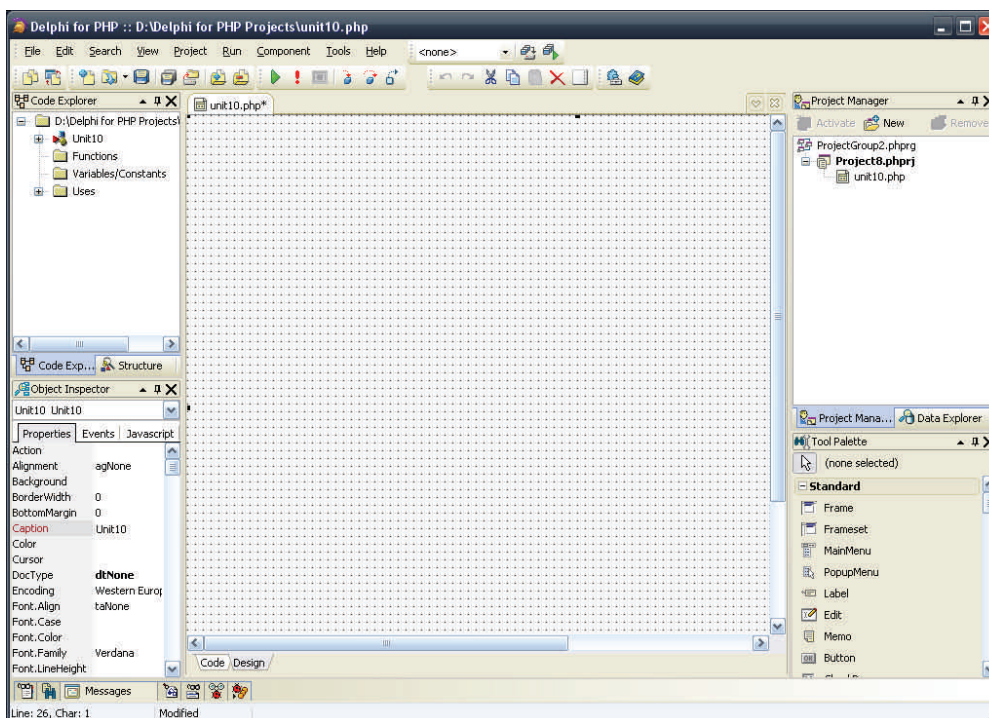 Delphi for PHP :: D:\Delphi for PHP Projects\unit10.php
File Edit Search View Project Run Component Tools Help <none>
Code Explorer
D:\Delphi for PHP Projects\
Unit10
Functions
Variables/Constants
Uses
Code Exp... Structure
Object Inspector
Unit10 Unit10
Properties Events Javascript
Action
Alignment agNone
Background
BorderWidth 0
BottomMargin 0
Caption Unit10
Color
Cursor
DocType dtNone
Encoding Western Europ
Font.Align taNone
Font.Case
Font.Color
Font.Family Verdana
Font.LineHeight
unit10.php*
Code Design
Project Manager
Activate New Remove
ProjectGroup2.phprg
Project8.phprj
unit10.php
Project Mana... Data Explorer
Tool Palette
(none selected)
Standard
Frame
Frameset
MainMenu
PopupMenu
Label
Edit
Memo
Button
Messages
Line: 26, Char: 1 Modified